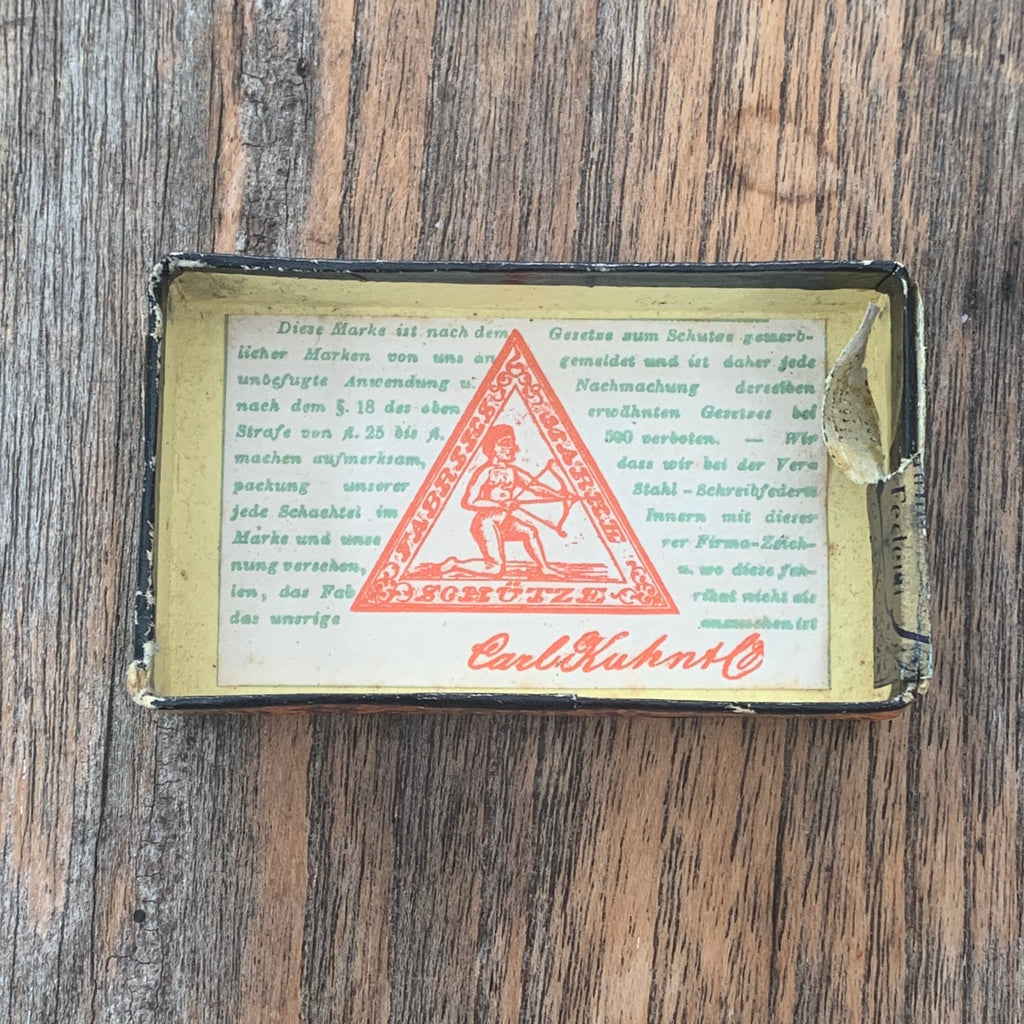 Diese Marke ist nach dem Gesetze zum Schutze gewerb-
licher Marken von uns an gemeldet und ist daher jede
unbefugte Anwendung u. Nachmachung derselben
nach dem §. 18 des oben erwähnten Gesetzes bei
Strafe von M. 25 bis M. 500 verboten. — Wir
machen aufmerksam, dass wir bei der Ver=
packung unserer Stahl-Schreibfedern
jede Schachtel im Innern mit dieser
Marke und unse rer Firma-Zeich-
nung versehen, u. wo diese feh-
len, das Fab rikat nicht als
das unsrige anzusehen ist
FABRIKS MARKE
SCHÜTZE
Carl Kuhn & Co